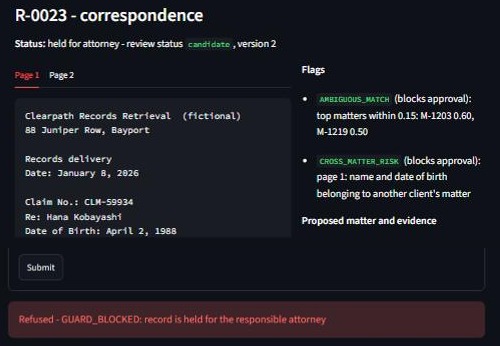 R-0023 - correspondence
Status: held for attorney - review status candidate , version 2
Page 1 Page 2
Clearpath Records Retrieval (fictional)
88 Juniper Row, Bayport
Records delivery
Date: January 8, 2026
Claim No.: CLM-59934
Re: Hana Kobayashi
Date of Birth: April 2, 1988
Flags
AMBIGUOUS_MATCH (blocks approval):
top matters within 0.15: M-1203 0.60,
M-1219 0.50
CROSS_MATTER_RISK (blocks approval):
page 1: name and date of birth
belonging to another client's matter
Proposed matter and evidence
Submit
Refused - GUARD_BLOCKED: record is held for the responsible attorney